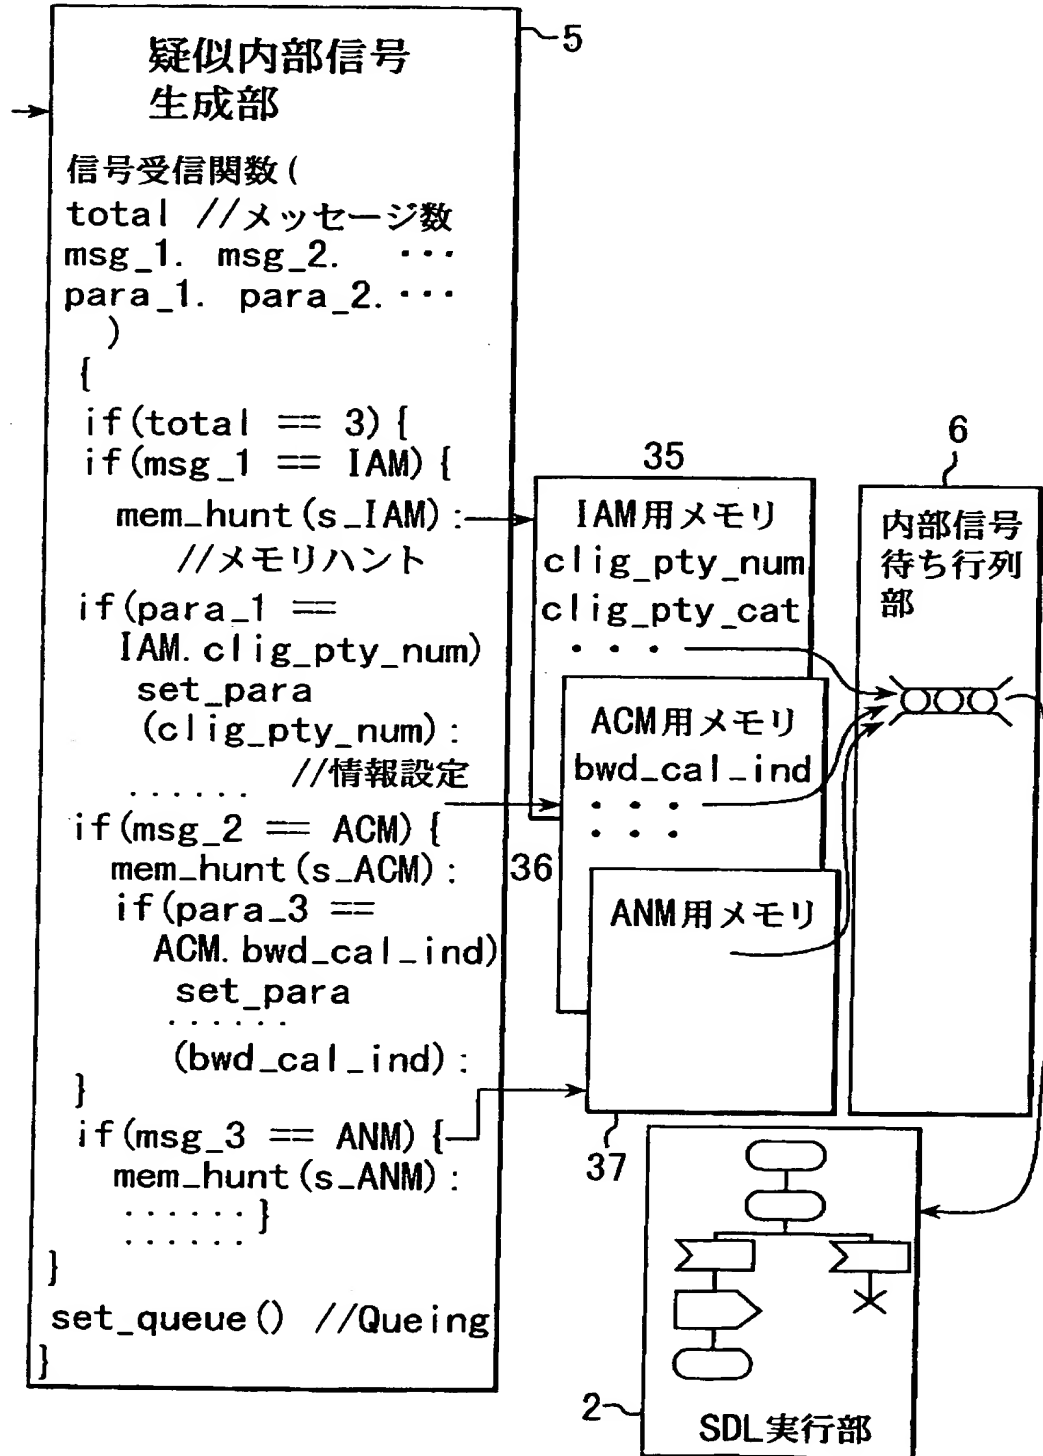 5
疑似内部信号
生成部
信号受信関数(
total //メッセージ数
msg_1. msg_2. ・・・
para_1. para_2. ・・・
)
{
if(total == 3){
if(msg_1 == IAM){
mem_hunt(s_IAM):
//メモリハント
if(para_1 ==
IAM.clig_pty_num)
set_para
(clig_pty_num):
//情報設定
......
if(msg_2 == ACM){
mem_hunt(s_ACM):
if(para_3 ==
ACM.bwd_cal_ind)
set_para
......
(bwd_cal_ind):
}
if(msg_3 == ANM){
mem_hunt(s_ANM):
......}
......
}
set_queue() //Queing
}
35
IAM用メモリ
clig_pty_num
clig_pty_cat
・・・
36
ACM用メモリ
bwd_cal_ind
・・・
・・・
ANM用メモリ
37
6
内部信号
待ち行列
部
2
SDL実行部